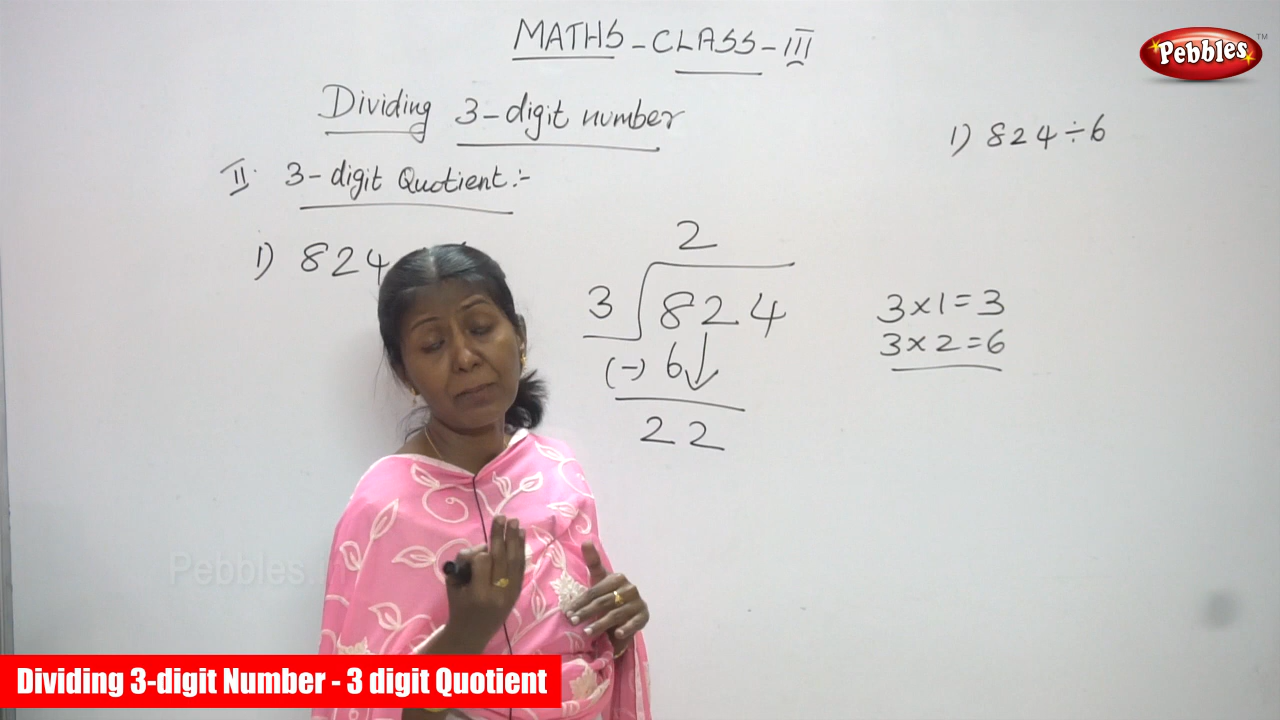 MATHS - CLASS - III
Pebbles™
Dividing 3-digit number
1) 824 ÷ 6
II. 3-digit Quotient:-
1) 824
2
3 824
(-) 6
22
3 × 1 = 3
3 × 2 = 6
Pebbles.
Dividing 3-digit Number - 3 digit Quotient